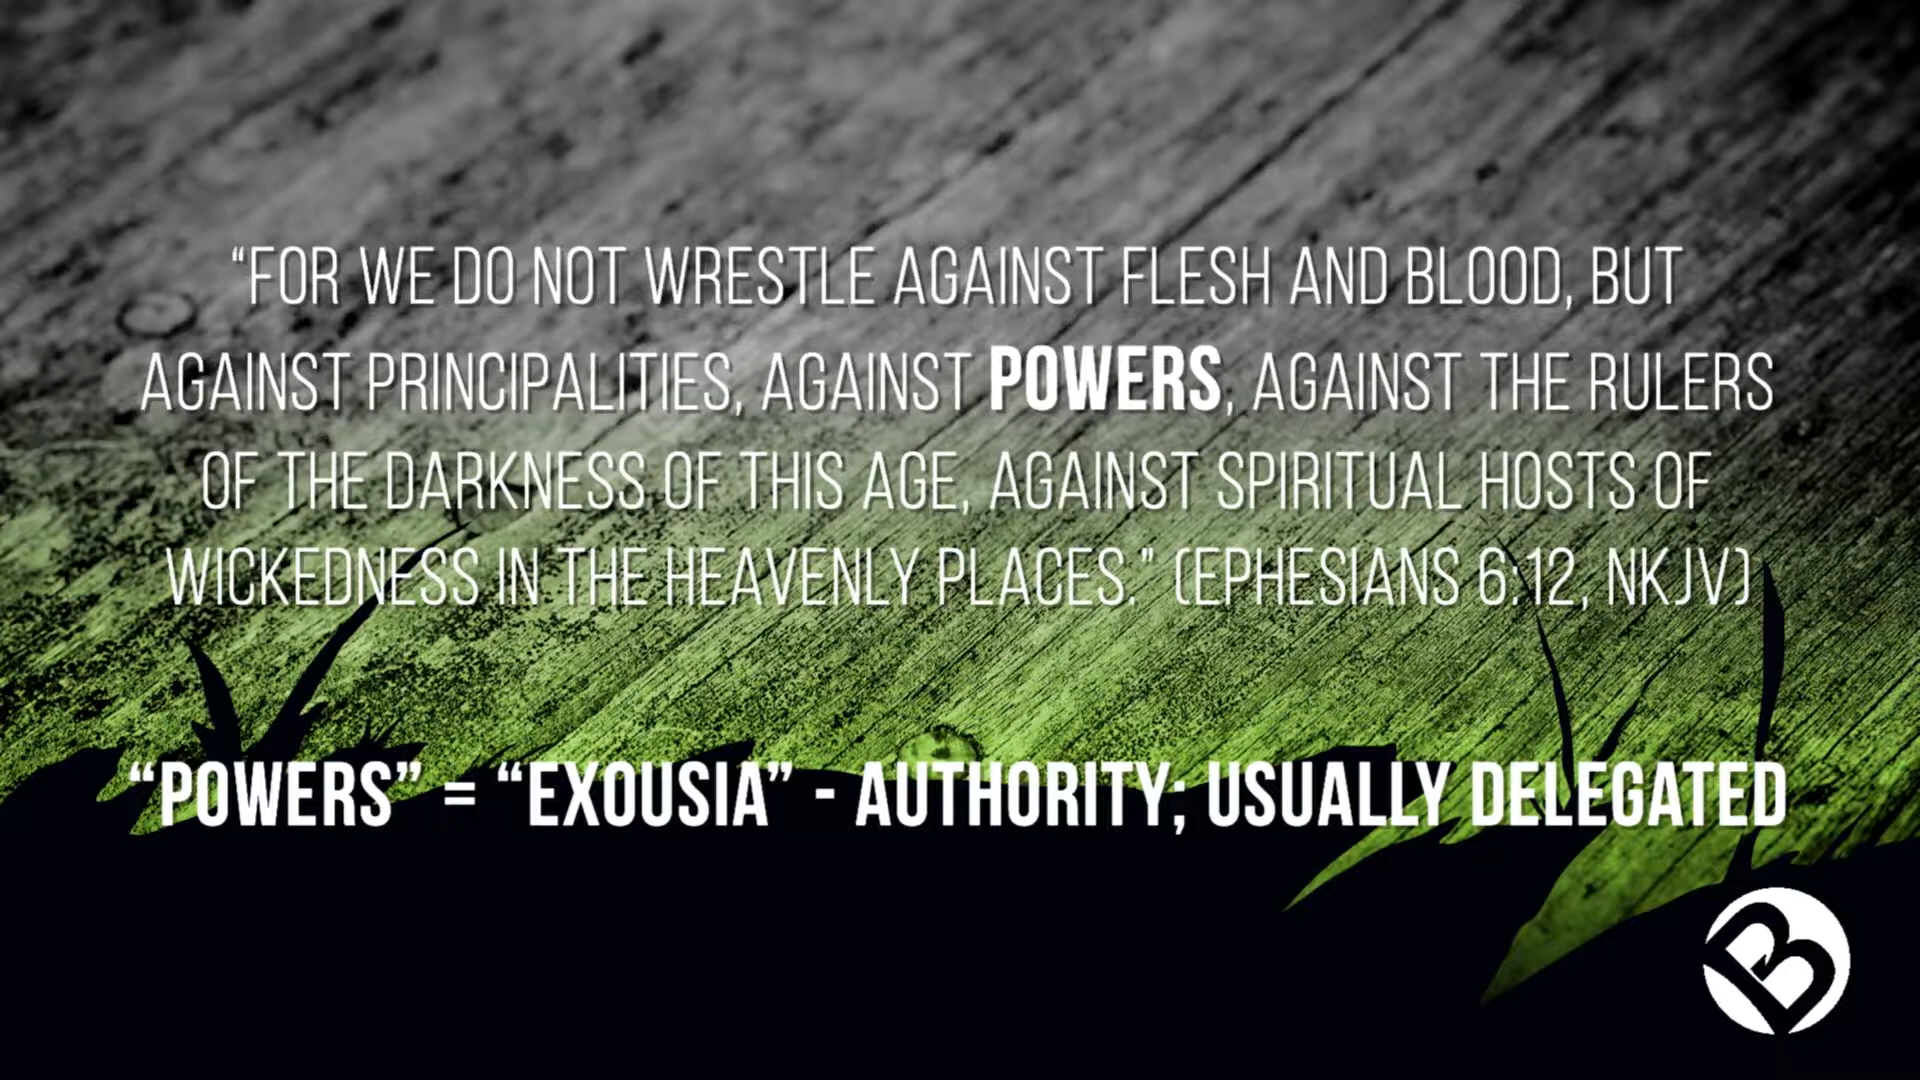 “FOR WE DO NOT WRESTLE AGAINST FLESH AND BLOOD, BUT
AGAINST PRINCIPALITIES, AGAINST POWERS, AGAINST THE RULERS
OF THE DARKNESS OF THIS AGE, AGAINST SPIRITUAL HOSTS OF
WICKEDNESS IN THE HEAVENLY PLACES.” (EPHESIANS 6:12, NKJV)
“POWERS” = “EXOUSIA” - AUTHORITY; USUALLY DELEGATED
B